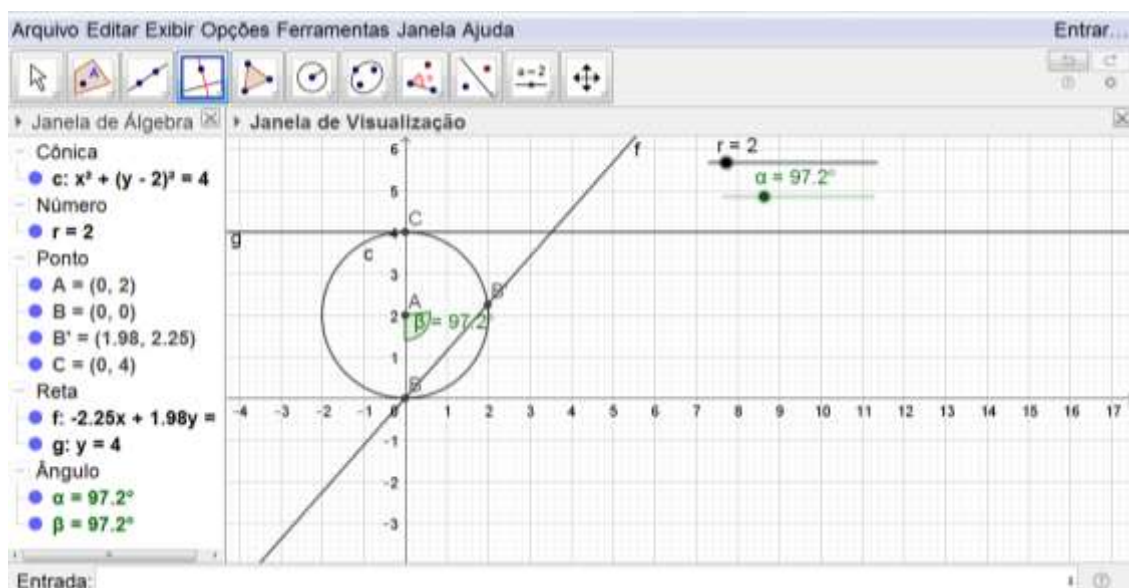 Arquivo Editar Exibir Opções Ferramentas Janela Ajuda Entrar...
A a=2
Janela de Álgebra Janela de Visualização
Cônica
c: x² + (y - 2)² = 4
Número
r = 2
Ponto
A = (0, 2)
B = (0, 0)
B' = (1.98, 2.25)
C = (0, 4)
Reta
f: -2.25x + 1.98y =
g: y = 4
Ângulo
α = 97.2°
β = 97.2°
r = 2
α = 97.2°
f
6
5
C
4
g
c
3
B'
A
2
β = 97.2°
1
B
-4 -3 -2 -1 0 1 2 3 4 5 6 7 8 9 10 11 12 13 14 15 16 17
-1
-2
-3
Entrada: